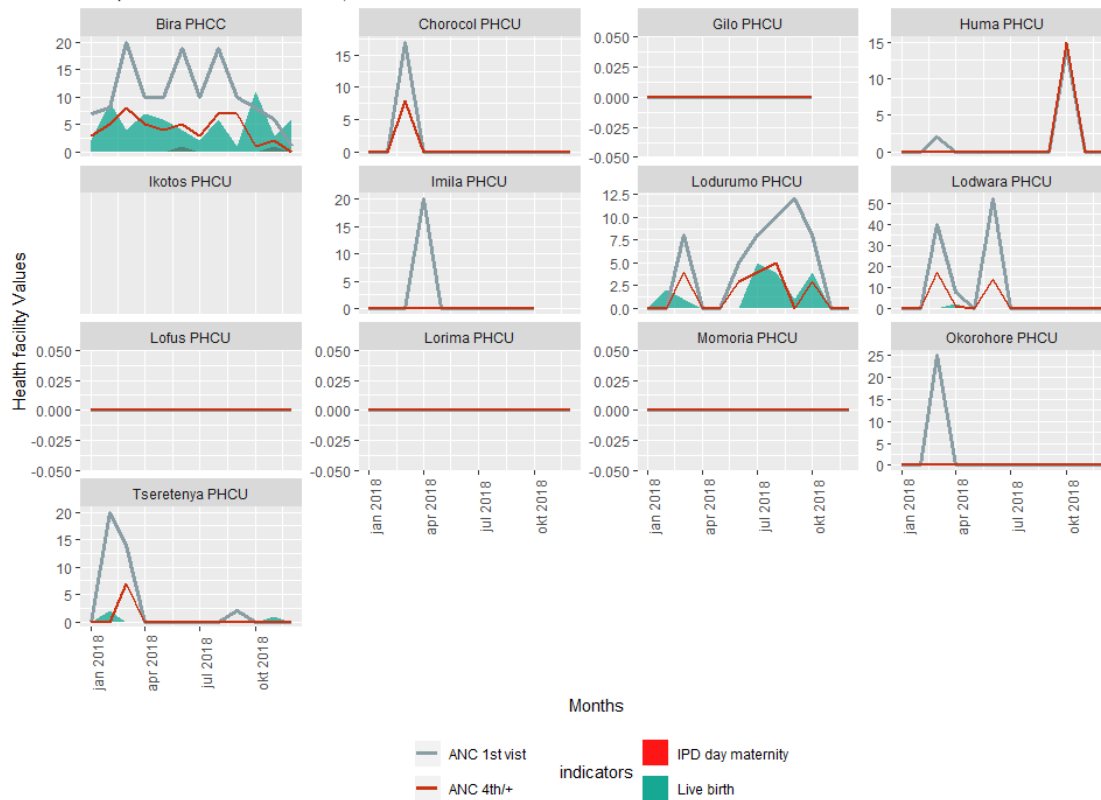 Bira PHCC Chorocol PHCU Gilo PHCU Huma PHCU
20
15
10
5
0
15
10
5
0
0.050
0.025
0.000
-0.025
-0.050
15
10
5
0
Ikotos PHCU Imila PHCU Lodurumo PHCU Lodwara PHCU
20
15
10
5
0
12.5
10.0
7.5
5.0
2.5
0.0
50
40
30
20
10
0
Health facility Values
Lofus PHCU Lorima PHCU Momoria PHCU Okorohore PHCU
0.050
0.025
0.000
-0.025
-0.050
0.050
0.025
0.000
-0.025
-0.050
0.050
0.025
0.000
-0.025
-0.050
25
20
15
10
5
0
jan 2018
apr 2018
jul 2018
okt 2018
jan 2018
apr 2018
jul 2018
okt 2018
jan 2018
apr 2018
jul 2018
okt 2018
Tseretenya PHCU
20
15
10
5
0
jan 2018
apr 2018
jul 2018
okt 2018
Months
indicators
ANC 1st vist
ANC 4th/+
IPD day maternity
Live birth